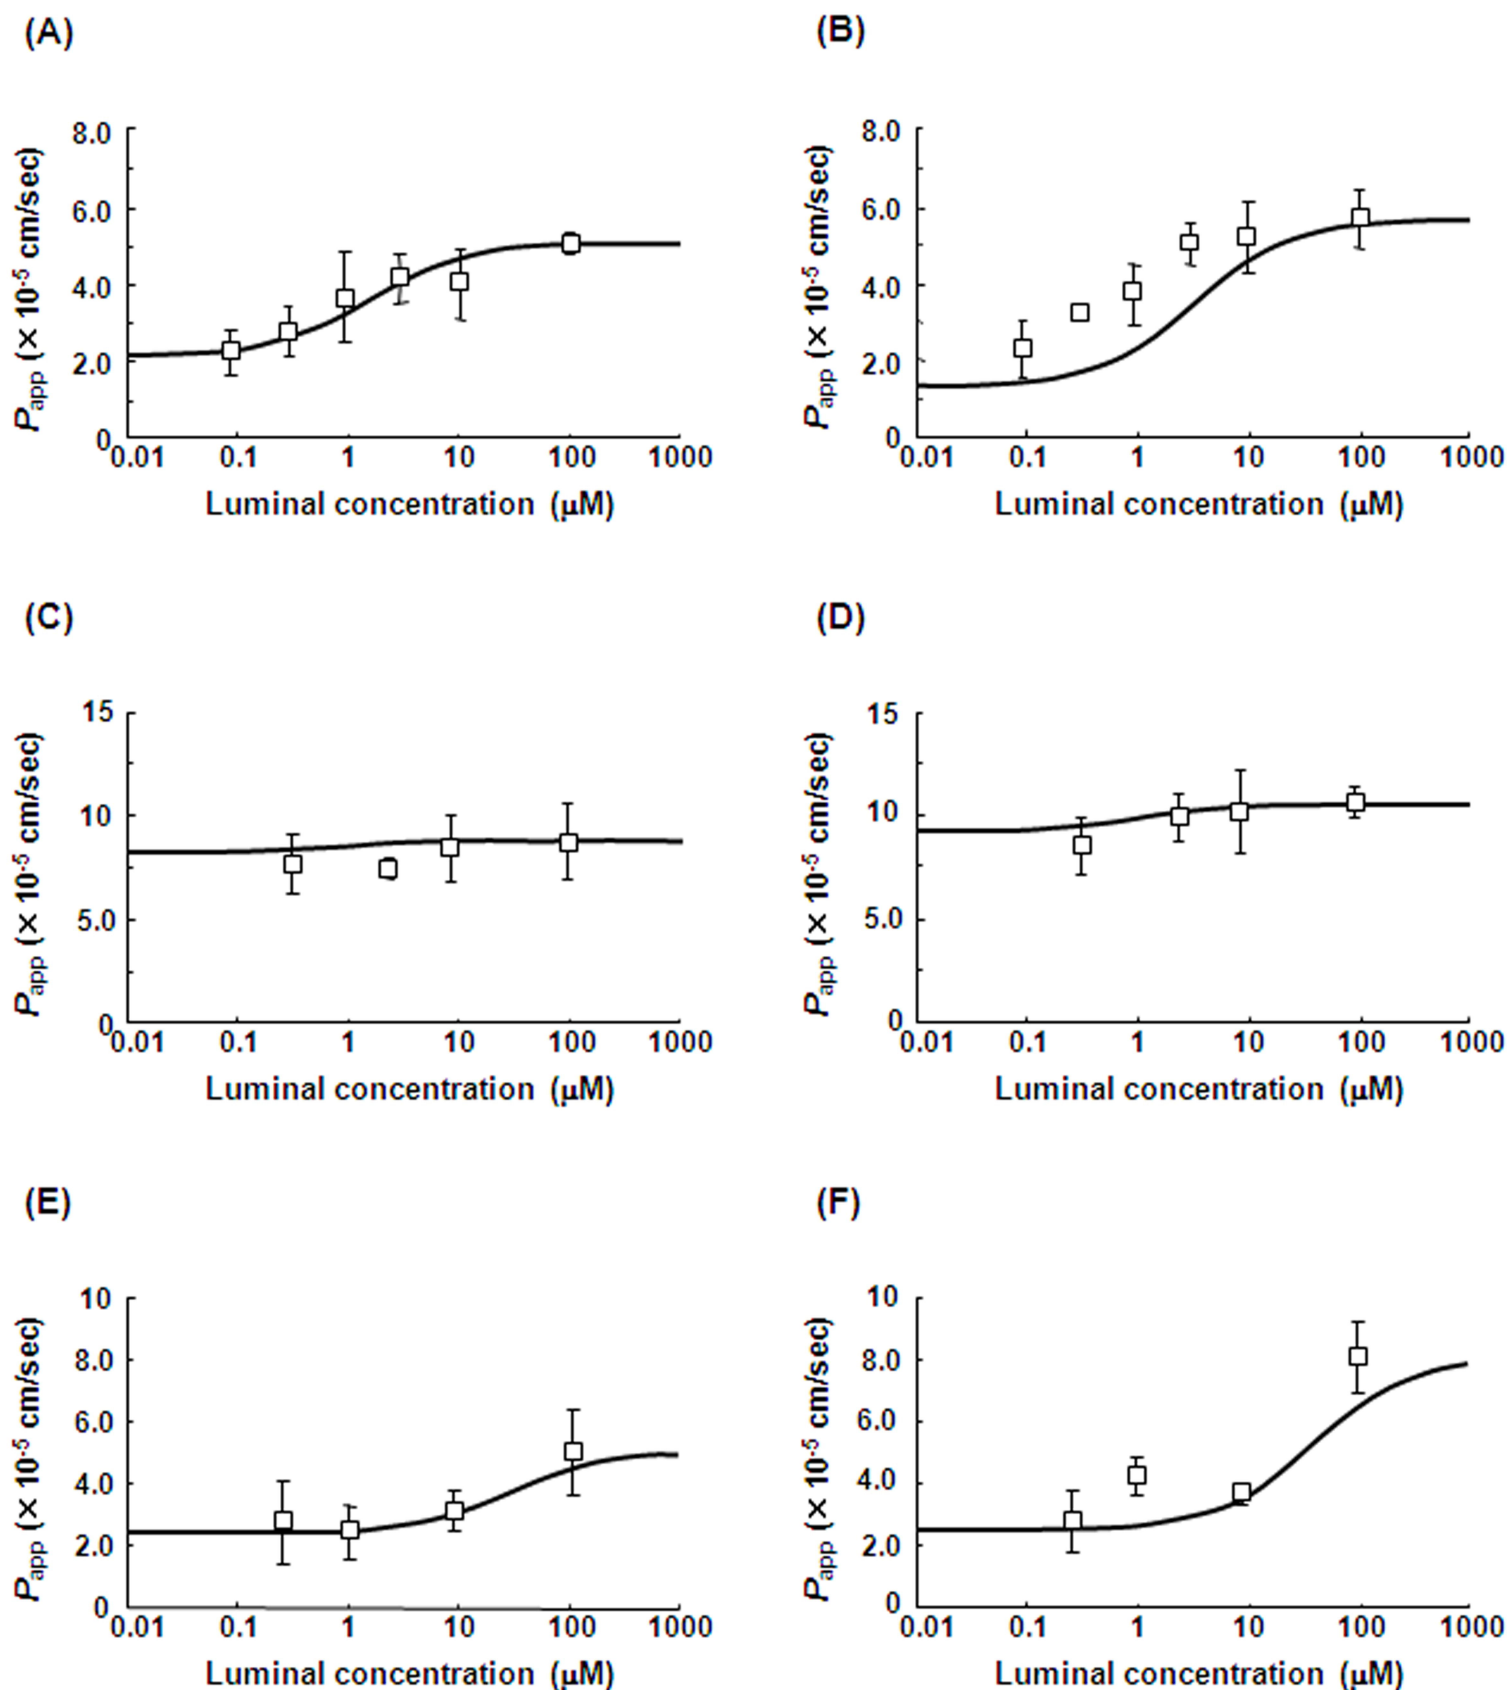 (A)
8.0
6.0
4.0
2.0
0
P app (× 10-5 cm/sec)
0.01 0.1 1 10 100 1000
Luminal concentration (μM)
(B)
8.0
6.0
4.0
2.0
0
P app (× 10-5 cm/sec)
0.01 0.1 1 10 100 1000
Luminal concentration (μM)
(C)
15
10
5.0
0
P app (× 10-5 cm/sec)
0.01 0.1 1 10 100 1000
Luminal concentration (μM)
(D)
15
10
5.0
0
P app (× 10-5 cm/sec)
0.01 0.1 1 10 100 1000
Luminal concentration (μM)
(E)
10
8.0
6.0
4.0
2.0
0
P app (× 10-5 cm/sec)
0.01 0.1 1 10 100 1000
Luminal concentration (μM)
(F)
10
8.0
6.0
4.0
2.0
0
P app (× 10-5 cm/sec)
0.01 0.1 1 10 100 1000
Luminal concentration (μM)